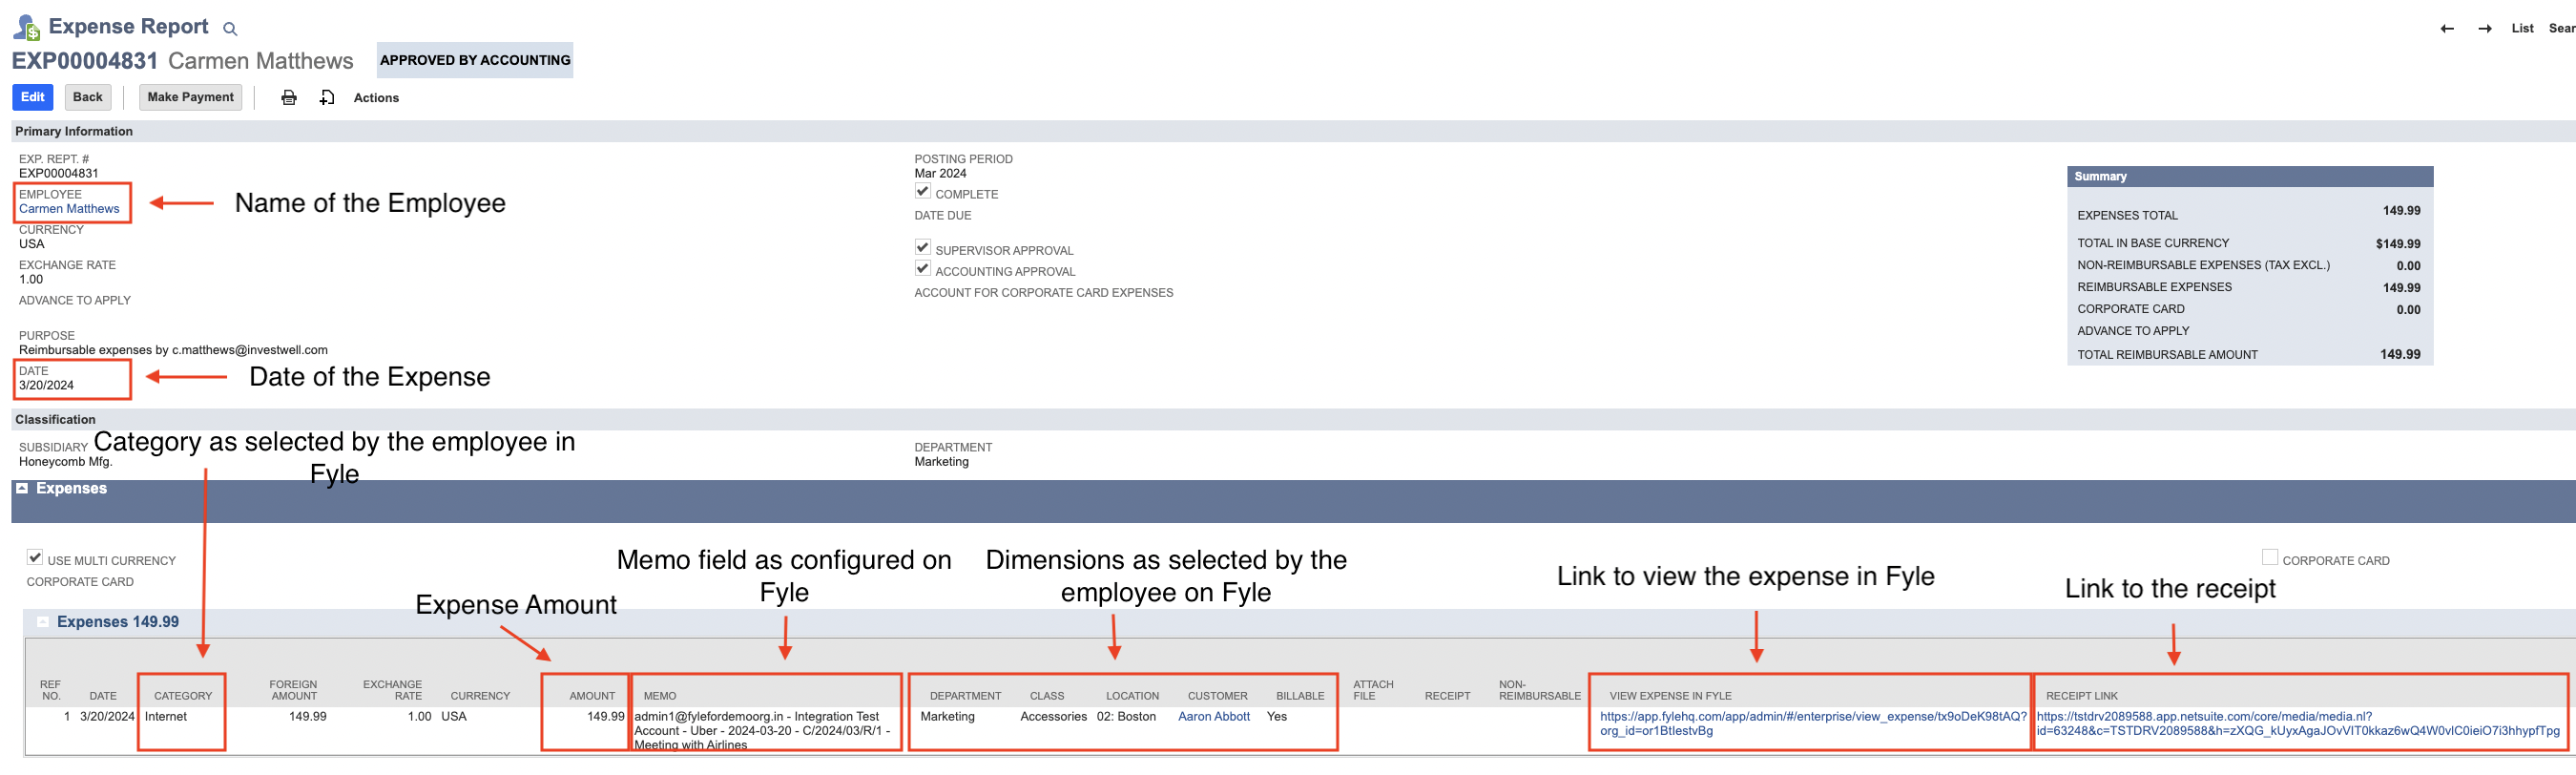 Expense Report
← → List Sear
EXP00004831 Carmen Matthews APPROVED BY ACCOUNTING
Edit Back Make Payment Actions
Primary Information
EXP. REPT. #
EXP00004831
EMPLOYEE
Carmen Matthews
Name of the Employee
CURRENCY
USA
EXCHANGE RATE
1.00
ADVANCE TO APPLY
PURPOSE
Reimbursable expenses by c.matthews@investwell.com
DATE
3/20/2024
Date of the Expense
POSTING PERIOD
Mar 2024
COMPLETE
DATE DUE
SUPERVISOR APPROVAL
ACCOUNTING APPROVAL
ACCOUNT FOR CORPORATE CARD EXPENSES
Summary
EXPENSES TOTAL 149.99
TOTAL IN BASE CURRENCY $149.99
NON-REIMBURSABLE EXPENSES (TAX EXCL.) 0.00
REIMBURSABLE EXPENSES 149.99
CORPORATE CARD 0.00
ADVANCE TO APPLY
TOTAL REIMBURSABLE AMOUNT 149.99
Classification
SUBSIDIARY
Honeycomb Mfg.
Category as selected by the employee in
Fyle
DEPARTMENT
Marketing
Expenses
USE MULTI CURRENCY
CORPORATE CARD
CORPORATE CARD
Expense Amount
Memo field as configured on
Fyle
Dimensions as selected by the
employee on Fyle
Link to view the expense in Fyle
Link to the receipt
Expenses 149.99
REF NO. DATE CATEGORY FOREIGN AMOUNT EXCHANGE RATE CURRENCY AMOUNT MEMO DEPARTMENT CLASS LOCATION CUSTOMER BILLABLE ATTACH FILE RECEIPT NON-REIMBURSABLE VIEW EXPENSE IN FYLE RECEIPT LINK
1 3/20/2024 Internet 149.99 1.00 USA 149.99
admin1@fylefordemoorg.in - Integration Test
Account - Uber - 2024-03-20 - C/2024/03/R/1 -
Meeting with Airlines
Marketing Accessories 02: Boston Aaron Abbott Yes
https://app.fylehq.com/app/admin/#/enterprise/view_expense/tx9oDeK98tAQ?
org_id=or1BtIestvBg
https://tstdrv2089588.app.netsuite.com/core/media/media.nl?
id=63248&c=TSTDRV2089588&h=zXQG_kUyxAgaJOvVIT0kkaz6wQ4W0vlC0ieiO7i3hhypfTpg